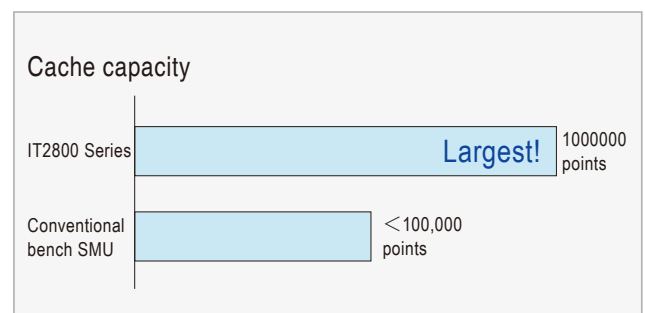 Cache capacity
IT2800 Series
Largest!
1000000
points
Conventional
bench SMU
＜100,000
points